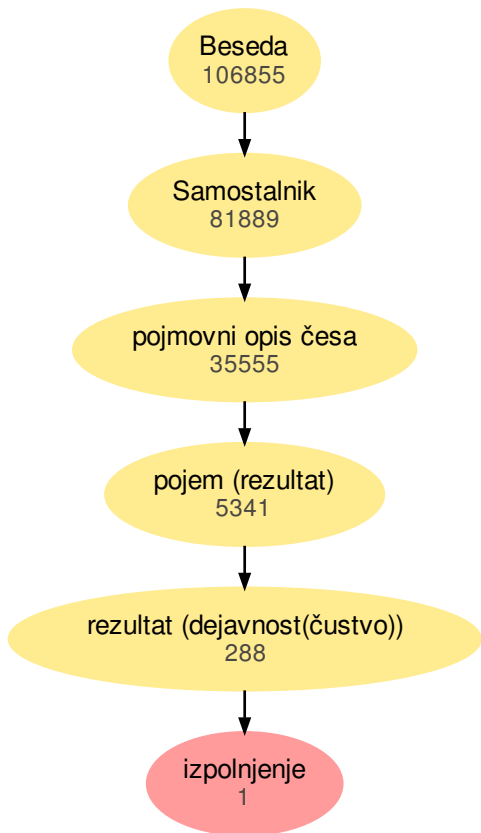 Beseda
106855
Samostalnik
81889
pojmovni opis česa
35555
pojem (rezultat)
5341
rezultat (dejavnost(čustvo))
288
izpolnjenje
1